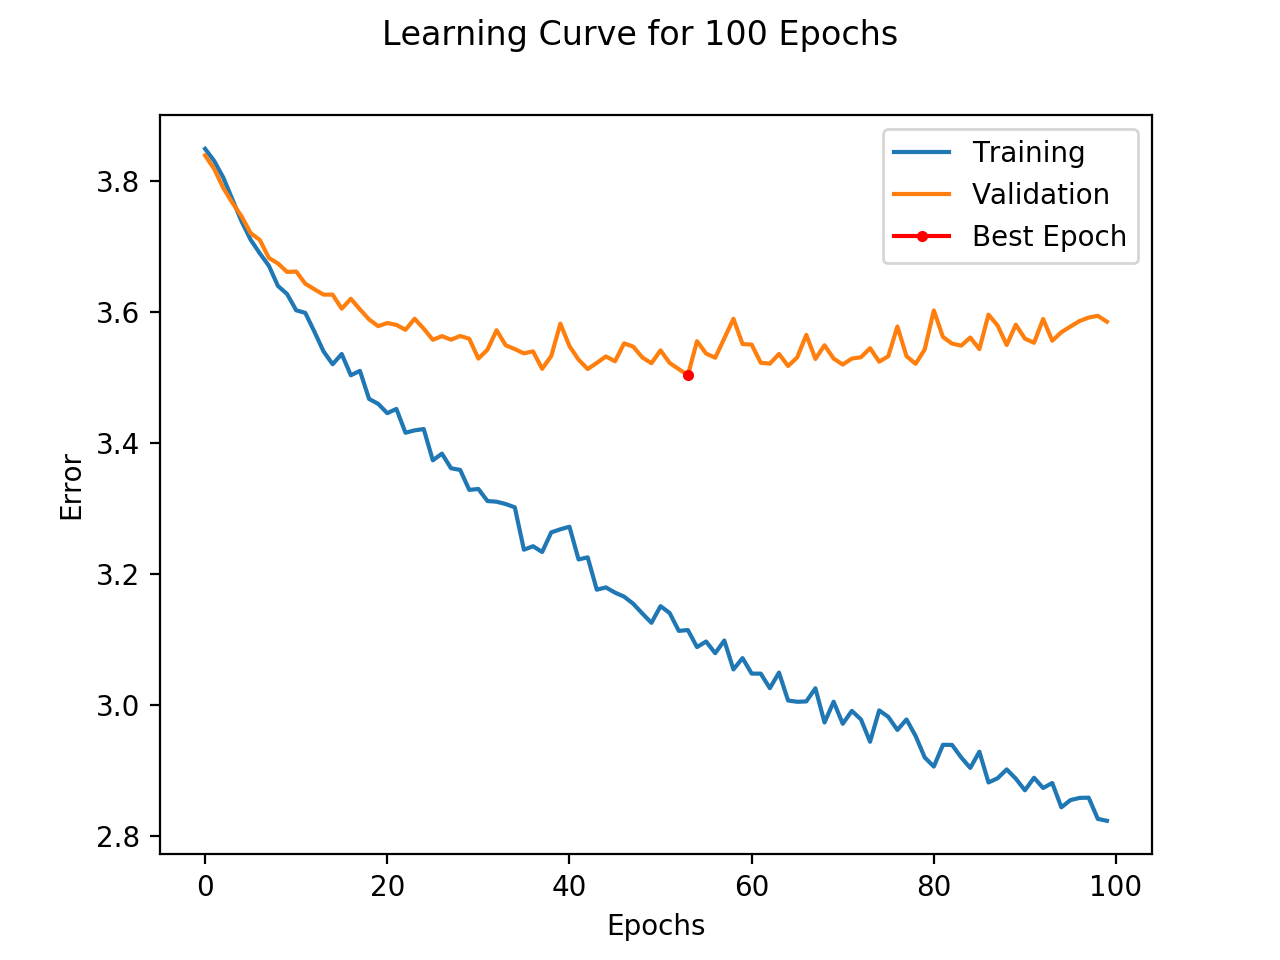 Learning Curve for 100 Epochs
Training
Validation
Best Epoch
3.8
3.6
3.4
3.2
3.0
2.8
Error
0 20 40 60 80 100
Epochs